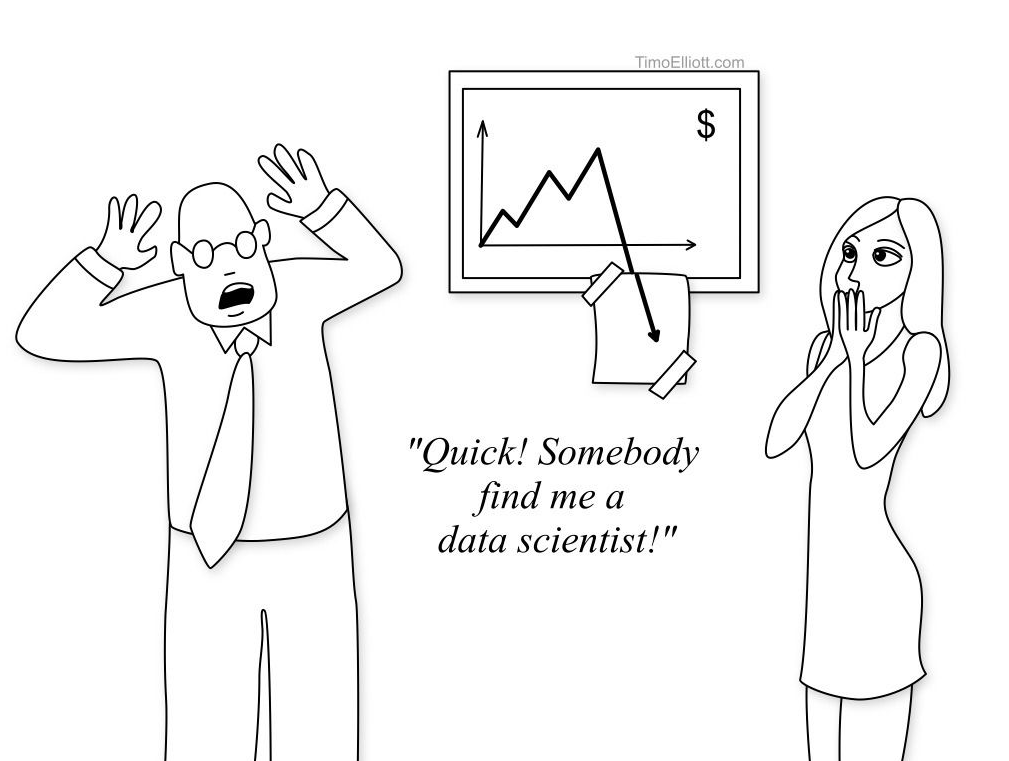 TimoElliott.com
$
"Quick! Somebody
find me a
data scientist!"